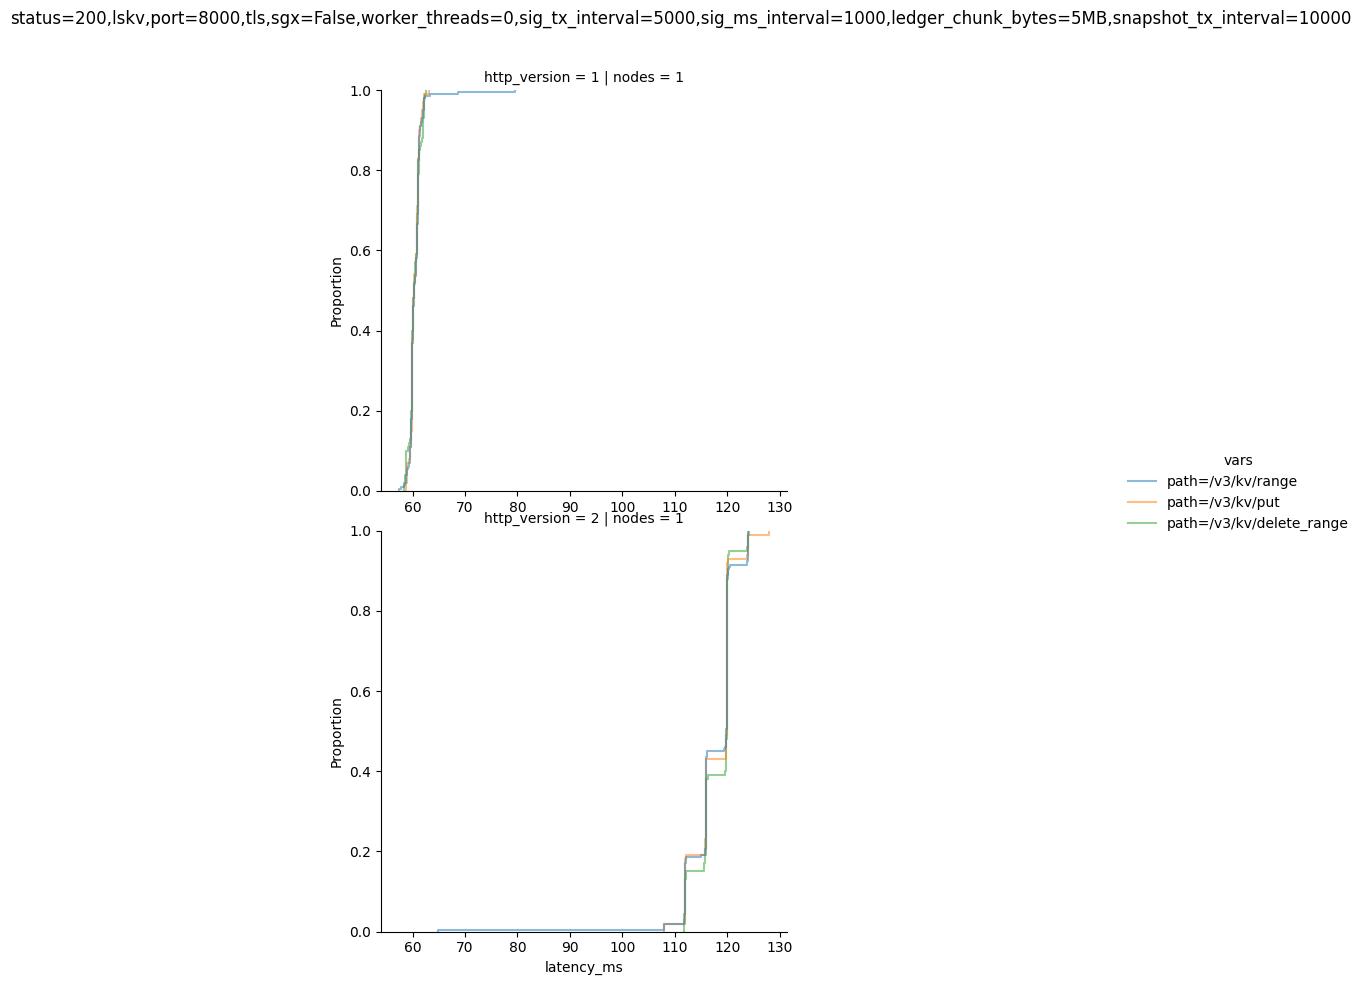 status=200,lskv,port=8000,tls,sgx=False,worker_threads=0,sig_tx_interval=5000,sig_ms_interval=1000,ledger_chunk_bytes=5MB,snapshot_tx_interval=10000
http_version = 1 | nodes = 1
1.0
0.8
0.6
0.4
0.2
0.0
Proportion
60 70 80 90 100 110 120 130
http_version = 2 | nodes = 1
1.0
0.8
0.6
0.4
0.2
0.0
Proportion
60 70 80 90 100 110 120 130
latency_ms
vars
path=/v3/kv/range
path=/v3/kv/put
path=/v3/kv/delete_range